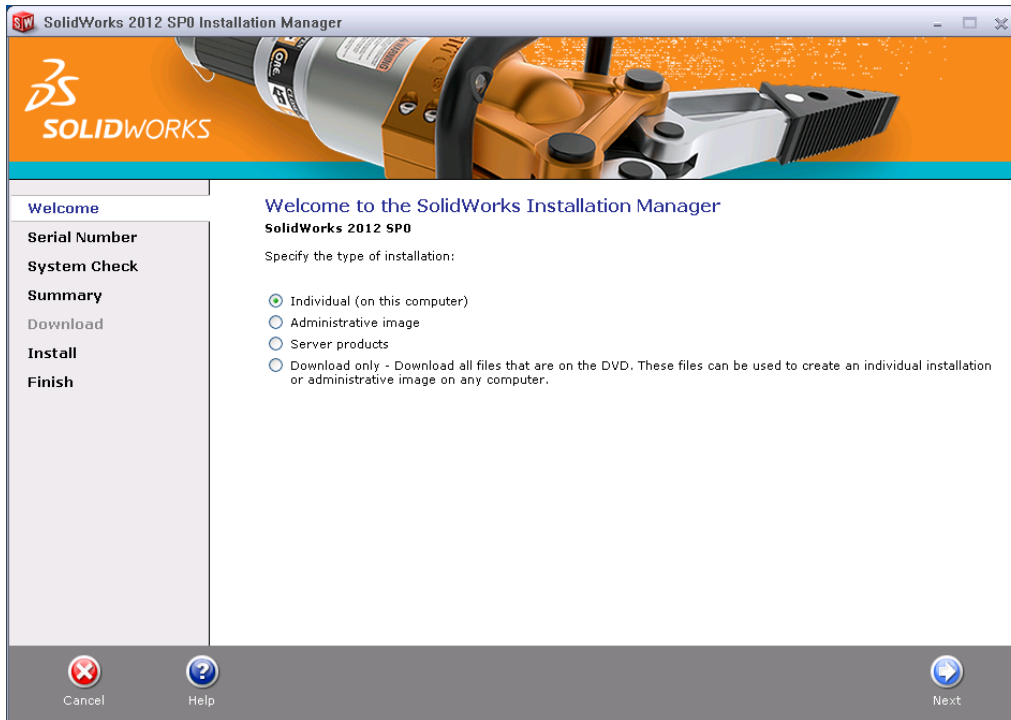 SolidWorks 2012 SP0 Installation Manager
SOLIDWORKS
Welcome
Serial Number
System Check
Summary
Download
Install
Finish
Welcome to the SolidWorks Installation Manager
SolidWorks 2012 SP0
Specify the type of installation:
Individual (on this computer)
Administrative image
Server products
Download only - Download all files that are on the DVD. These files can be used to create an individual installation
or administrative image on any computer.
Cancel
Help
Next